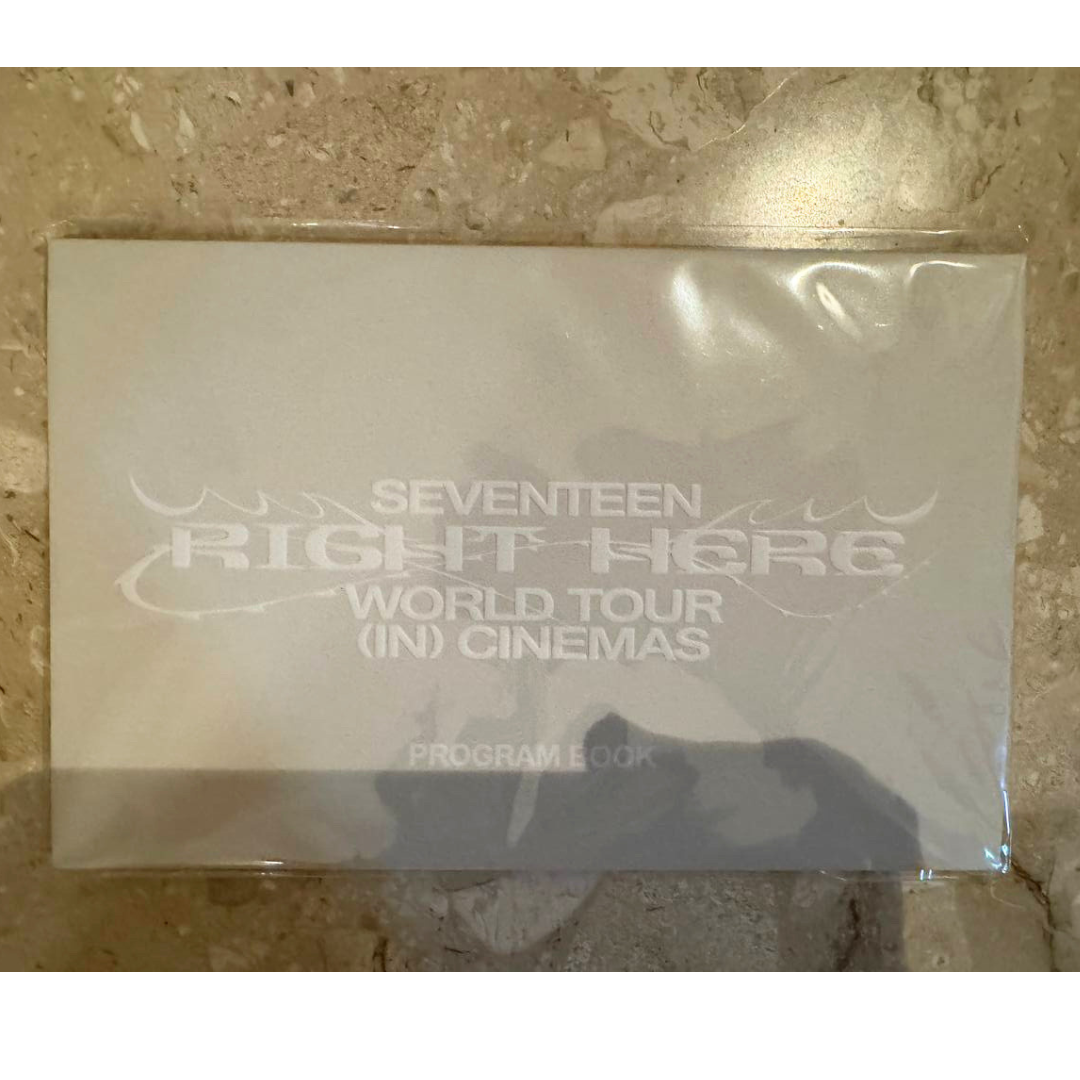 SEVENTEEN
RIGHT HERE
WORLD TOUR
(IN) CINEMAS
PROGRAM BOOK